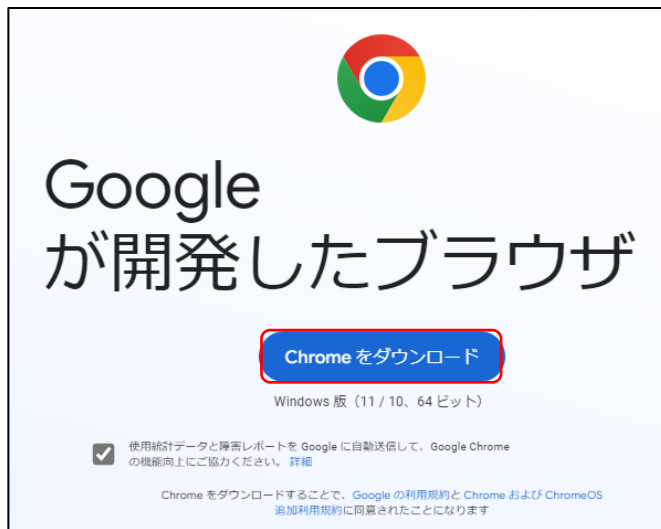 Google
が開発したブラウザ
Chrome をダウンロード
Windows 版（11 / 10、64 ビット）
使用統計データと障害レポートを Google に自動送信して、Google Chrome
の機能向上にご協力ください。 詳細
Chrome をダウンロードすることで、Google の利用規約と Chrome および ChromeOS
追加利用規約に同意されたことになります